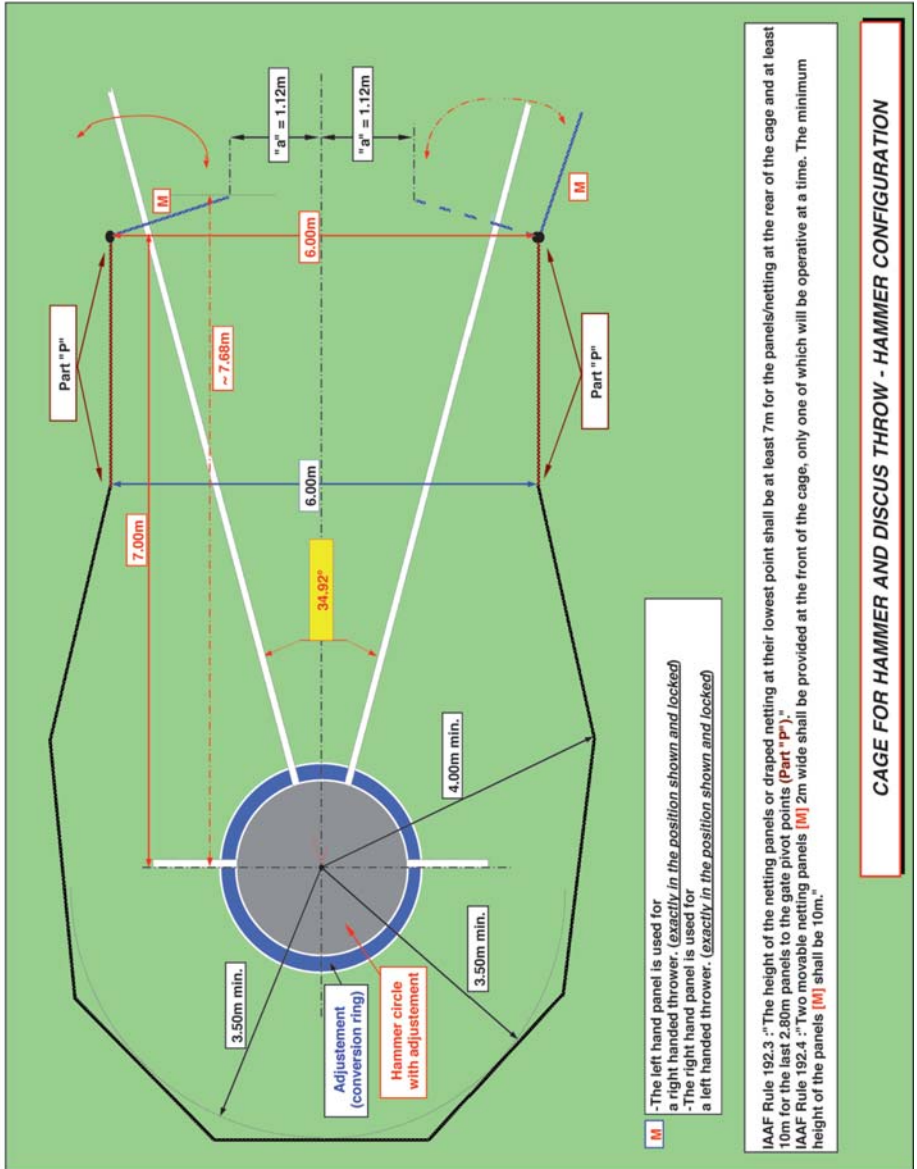 CAGE FOR HAMMER AND DISCUS THROW - HAMMER CONFIGURATION
IAAF Rule 192.3 :"The height of the netting panels or draped netting at their lowest point shall be at least 7m for the panels/netting at the rear of the cage and at least
10m for the last 2.80m panels to the gate pivot points (Part "P")."
IAAF Rule 192.4 :"Two movable netting panels [M] 2m wide shall be provided at the front of the cage, only one of which will be operative at a time. The minimum
height of the panels [M] shall be 10m."
M
-The left hand panel is used for
a right handed thrower. (exactly in the position shown and locked)
-The right hand panel is used for
a left handed thrower. (exactly in the position shown and locked)
3.50m min.
Adjustement
(conversion ring)
Hammer circle
with adjustement
3.50m min.
4.00m min.
34.92°
7.00m
6.00m
~ 7.68m
6.00m
Part "P"
Part "P"
M
M
"a" = 1.12m
"a" = 1.12m